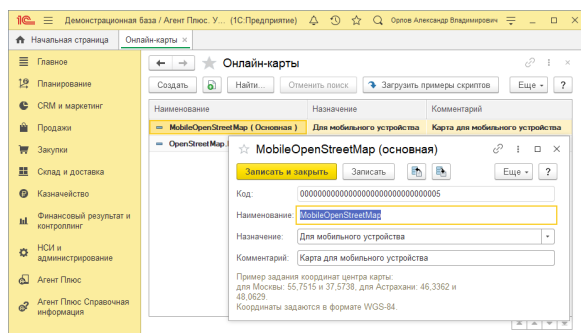 1С Демонстрационная база / Агент Плюс. У... (1С:Предприятие) Орлов Александр Владимирович
Начальная страница Онлайн-карты ×
Главное
Планирование
CRM и маркетинг
Продажи
Закупки
Склад и доставка
Казначейство
Финансовый результат и
контроллинг
НСИ и
администрирование
Агент Плюс
Агент Плюс Справочная
информация
Онлайн-карты
Создать Найти... Отменить поиск Загрузить примеры скриптов Еще ?
Наименование Назначение Комментарий
MobileOpenStreetMap ( Основная ) Для мобильного устройства Карта для мобильного устройства
OpenStreetMap
MobileOpenStreetMap (основная)
Записать и закрыть Записать Еще ?
Код: 00000000000000000000000000005
Наименование: MobileOpenStreetMap
Назначение: Для мобильного устройства
Комментарий: Карта для мобильного устройства
Пример задания координат центра карты:
для Москвы: 55,7515 и 37,5738, для Астрахани: 46,3362 и
48,0629.
Координаты задаются в формате WGS-84.